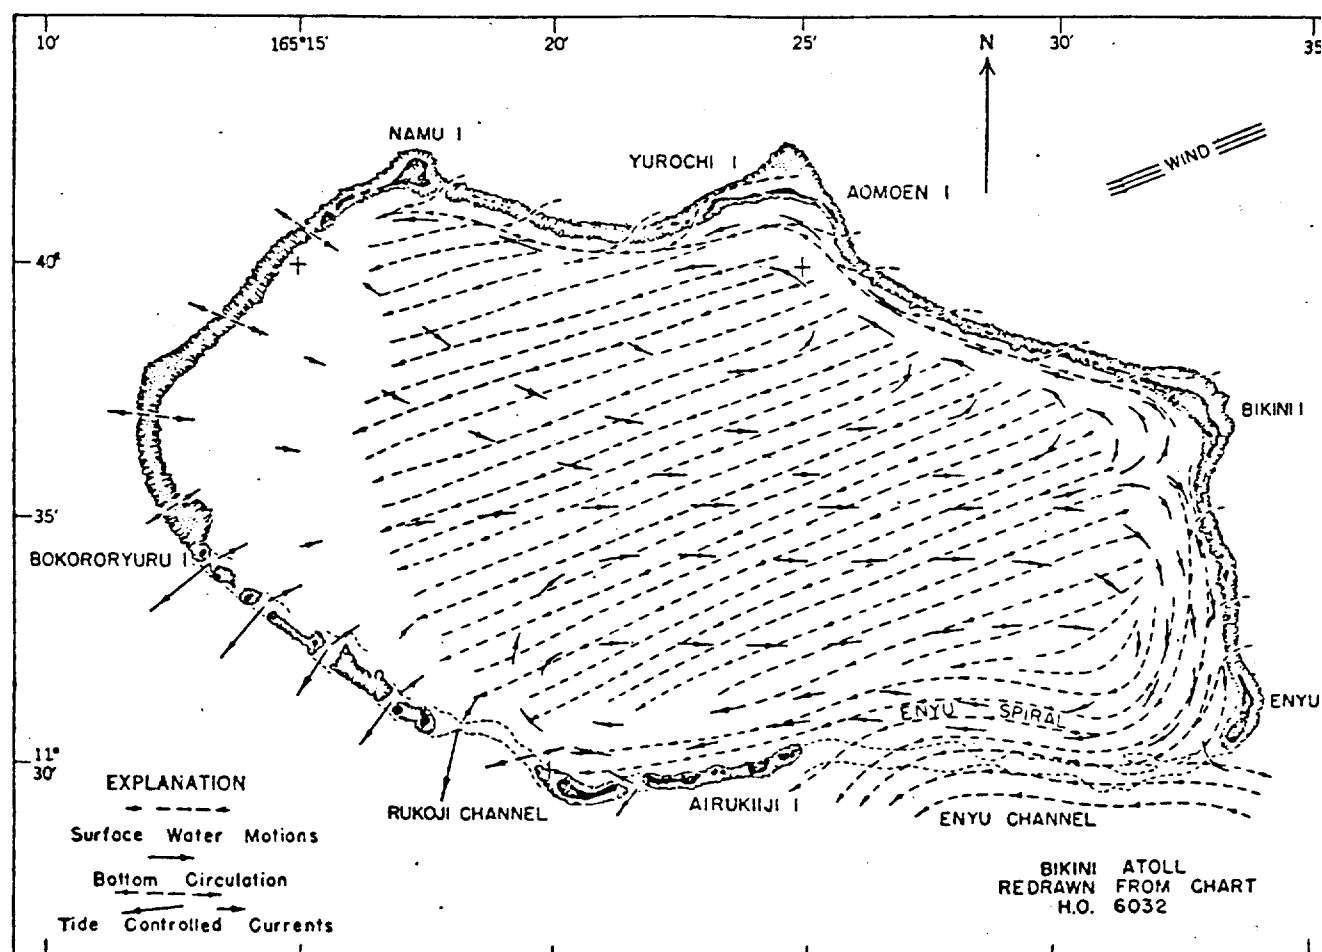 10′ 165°15′ 20′ 25′ 30′ 35
N
WIND
NAMU I
YUROCHI I
AOMOEN I
40′
BIKINI I
35′
BOKORORYURU I.
ENYU
ENYU SPIRAL
11°
30′
EXPLANATION
RUKOJI CHANNEL
AIRUKIIJI I
ENYU CHANNEL
Surface Water Motions
Bottom Circulation
Tide Controlled Currents
BIKINI ATOLL
REDRAWN FROM CHART
H.O. 6032